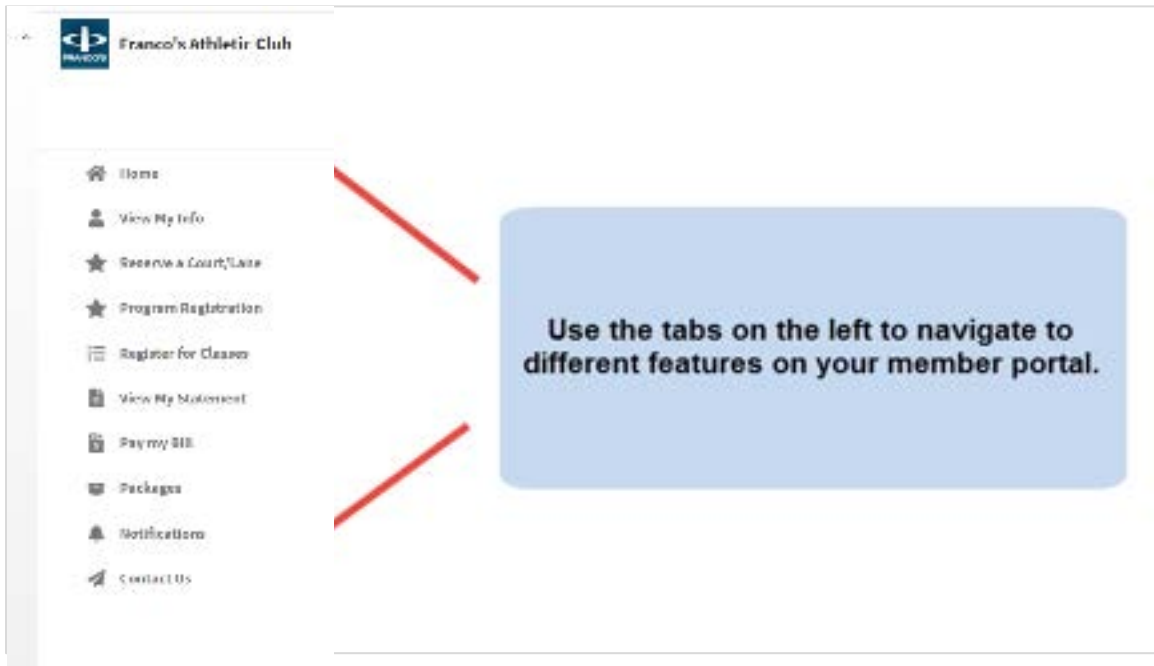 FRANCO'S
Franco's Athletic Club
Home
View My Info
Reserve a Court/Lane
Program Registration
Register for Classes
View My Statement
Pay my Bill
Packages
Notifications
Contact Us
Use the tabs on the left to navigate to
different features on your member portal.